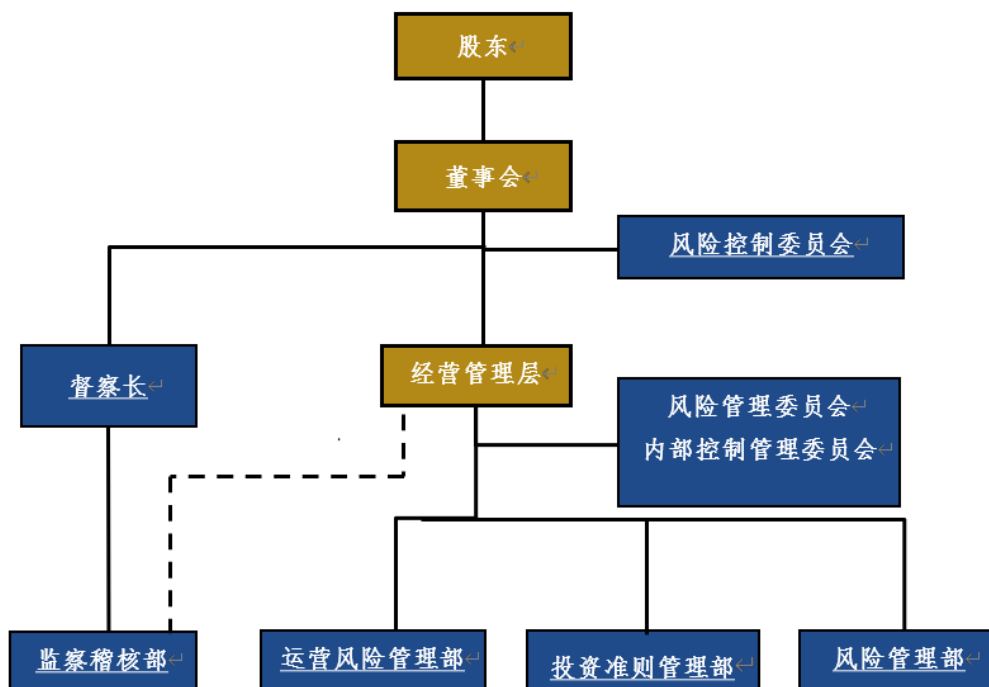 股东
董事会
风险控制委员会
督察长
经营管理层
风险管理委员会
内部控制管理委员会
监察稽核部
运营风险管理部
投资准则管理部
风险管理部